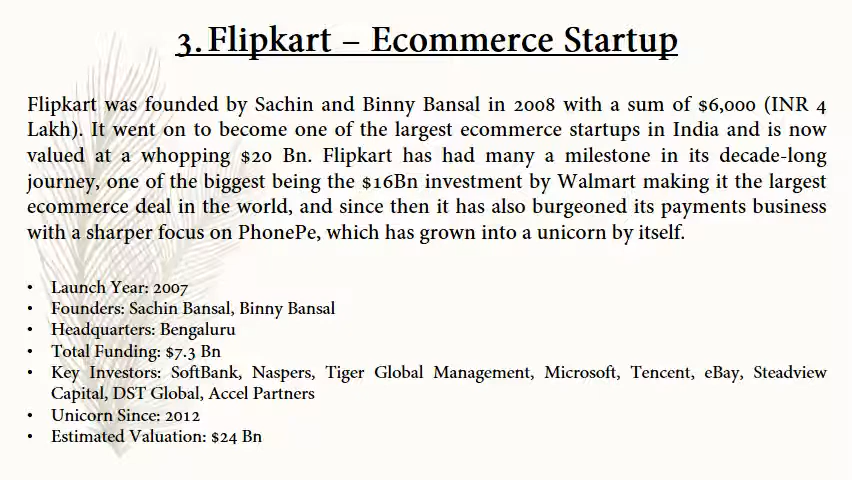 3. Flipkart – Ecommerce Startup
Flipkart was founded by Sachin and Binny Bansal in 2008 with a sum of $6,000 (INR 4
Lakh). It went on to become one of the largest ecommerce startups in India and is now
valued at a whopping $20 Bn. Flipkart has had many a milestone in its decade-long
journey, one of the biggest being the $16Bn investment by Walmart making it the largest
ecommerce deal in the world, and since then it has also burgeoned its payments business
with a sharper focus on PhonePe, which has grown into a unicorn by itself.
• Launch Year: 2007
• Founders: Sachin Bansal, Binny Bansal
• Headquarters: Bengaluru
• Total Funding: $7.3 Bn
• Key Investors: SoftBank, Naspers, Tiger Global Management, Microsoft, Tencent, eBay, Steadview
Capital, DST Global, Accel Partners
• Unicorn Since: 2012
• Estimated Valuation: $24 Bn